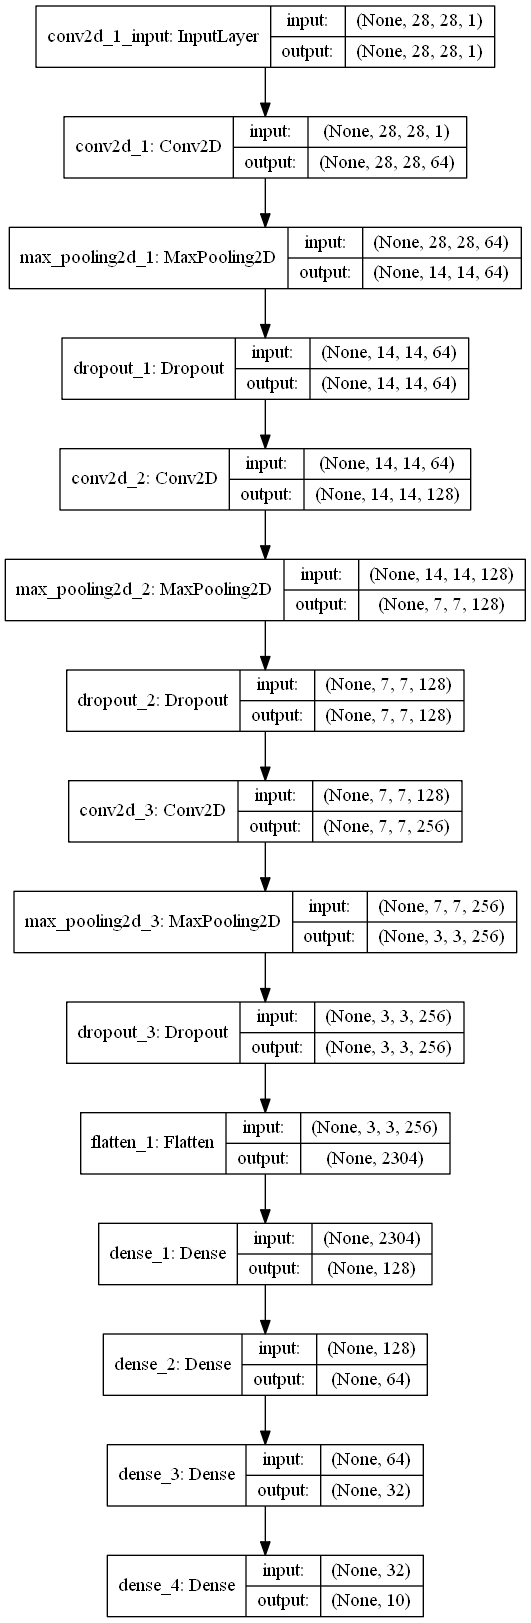 conv2d_1_input: InputLayer
input: (None, 28, 28, 1)
output: (None, 28, 28, 1)
conv2d_1: Conv2D
input: (None, 28, 28, 1)
output: (None, 28, 28, 64)
max_pooling2d_1: MaxPooling2D
input: (None, 28, 28, 64)
output: (None, 14, 14, 64)
dropout_1: Dropout
input: (None, 14, 14, 64)
output: (None, 14, 14, 64)
conv2d_2: Conv2D
input: (None, 14, 14, 64)
output: (None, 14, 14, 128)
max_pooling2d_2: MaxPooling2D
input: (None, 14, 14, 128)
output: (None, 7, 7, 128)
dropout_2: Dropout
input: (None, 7, 7, 128)
output: (None, 7, 7, 128)
conv2d_3: Conv2D
input: (None, 7, 7, 128)
output: (None, 7, 7, 256)
max_pooling2d_3: MaxPooling2D
input: (None, 7, 7, 256)
output: (None, 3, 3, 256)
dropout_3: Dropout
input: (None, 3, 3, 256)
output: (None, 3, 3, 256)
flatten_1: Flatten
input: (None, 3, 3, 256)
output: (None, 2304)
dense_1: Dense
input: (None, 2304)
output: (None, 128)
dense_2: Dense
input: (None, 128)
output: (None, 64)
dense_3: Dense
input: (None, 64)
output: (None, 32)
dense_4: Dense
input: (None, 32)
output: (None, 10)